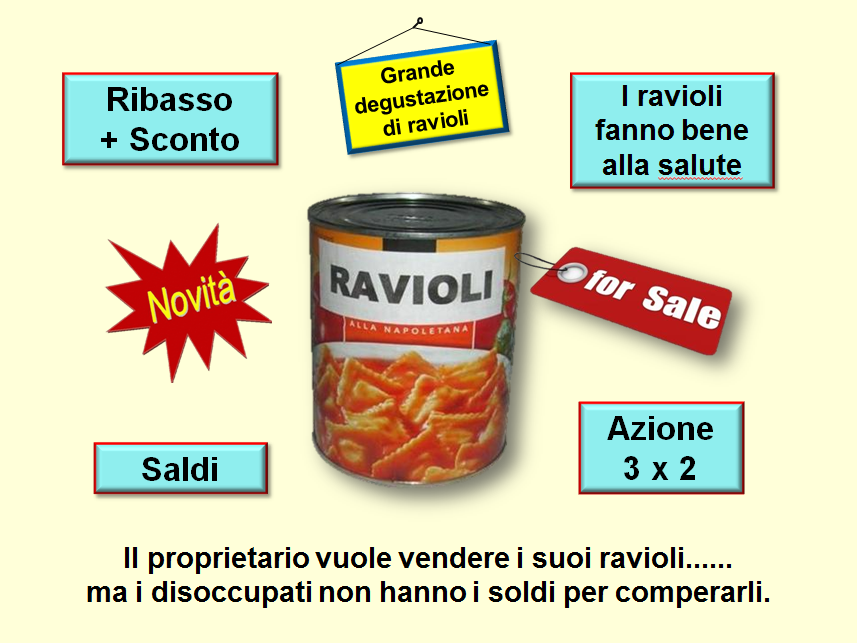 Grande
degustazione
di ravioli
Ribasso
+ Sconto
I ravioli
fanno bene
alla salute
Novità
RAVIOLI
ALLA NAPOLETANA
for Sale
Saldi
Azione
3 x 2
Il proprietario vuole vendere i suoi ravioli......
ma i disoccupati non hanno i soldi per comperarli.